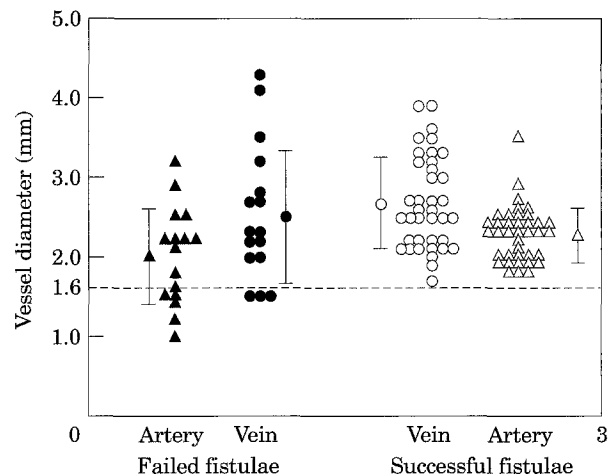 5.0
4.0
3.0
2.0
1.6
1.0
Vessel diameter (mm)
0
Artery Vein Vein Artery 3
Failed fistulae Successful fistulae